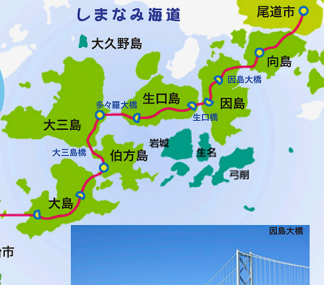 しまなみ海道
尾道市
大久野島
向島
因島大橋
多々羅大橋
生口島
因島
生口橋
大三島
岩城
生名
大三島橋
伯方島
弓削
大島
市
因島大橋